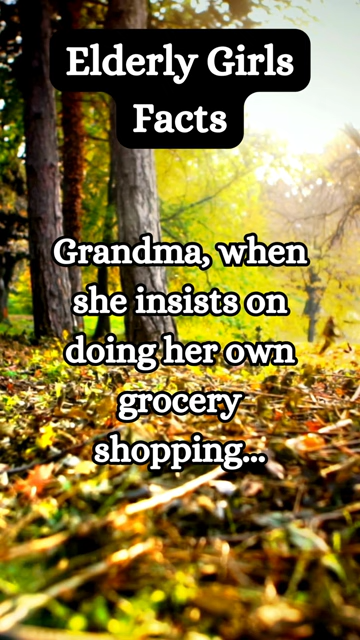 Elderly Girls
Facts
Grandma, when
she insists on
doing her own
grocery
shopping...